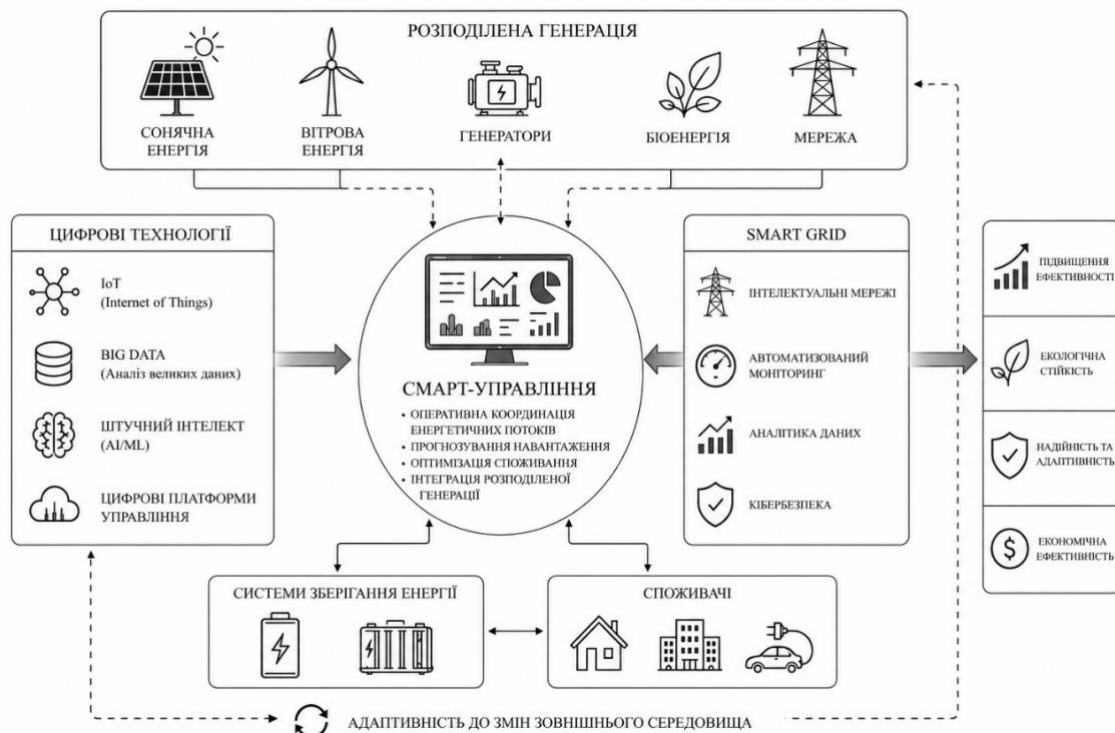 РОЗПОДІЛЕНА ГЕНЕРАЦІЯ
СОНЯЧНА
ЕНЕРГІЯ
ВІТРОВА
ЕНЕРГІЯ
ГЕНЕРАТОРИ
БІОЕНЕРГІЯ
МЕРЕЖА
ЦИФРОВІ ТЕХНОЛОГІЇ
IoT
(Internet of Things)
BIG DATA
(Аналіз великих даних)
ШТУЧНИЙ ІНТЕЛЕКТ
(AI/ML)
ЦИФРОВІ ПЛАТФОРМИ
УПРАВЛІННЯ
СМАРТ-УПРАВЛІННЯ
• ОПЕРАТИВНА КООРДИНАЦІЯ
ЕНЕРГЕТИЧНИХ ПОТОКІВ
• ПРОГНОЗУВАННЯ НАВАНТАЖЕННЯ
• ОПТИМІЗАЦІЯ СПОЖИВАННЯ
• ІНТЕГРАЦІЯ РОЗПОДІЛЕНОЇ
ГЕНЕРАЦІЇ
SMART GRID
ІНТЕЛЕКТУАЛЬНІ МЕРЕЖІ
АВТОМАТИЗОВАНИЙ
МОНІТОРИНГ
АНАЛІТИКА ДАНИХ
КІБЕРБЕЗПЕКА
ПІДВИЩЕННЯ
ЕФЕКТИВНОСТІ
ЕКОЛОГІЧНА
СТІЙКІСТЬ
НАДІЙНІСТЬ ТА
АДАПТИВНІСТЬ
$
ЕКОНОМІЧНА
ЕФЕКТИВНІСТЬ
СИСТЕМИ ЗБЕРІГАННЯ ЕНЕРГІЇ
СПОЖИВАЧІ
АДАПТИВНІСТЬ ДО ЗМІН ЗОВНІШНЬОГО СЕРЕДОВИЩА